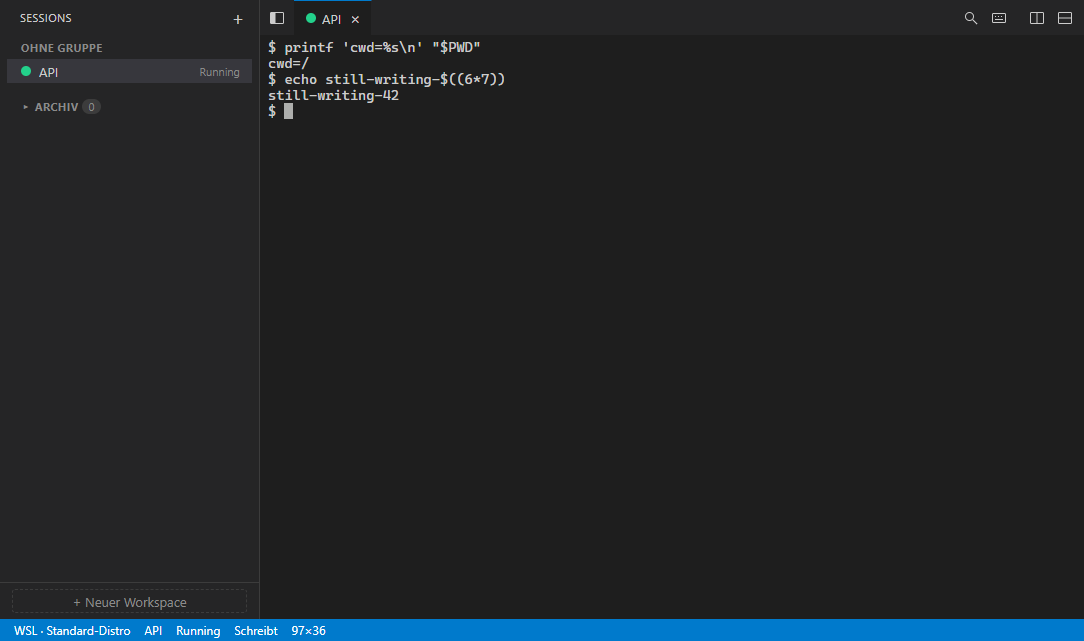 SESSIONS +
OHNE GRUPPE
API Running
▸ ARCHIV 0
+ Neuer Workspace
API ×
$ printf 'cwd=%s\n' "$PWD"
cwd=/
$ echo still-writing-$((6*7))
still-writing-42
$
WSL · Standard-Distro API Running Schreibt 97×36